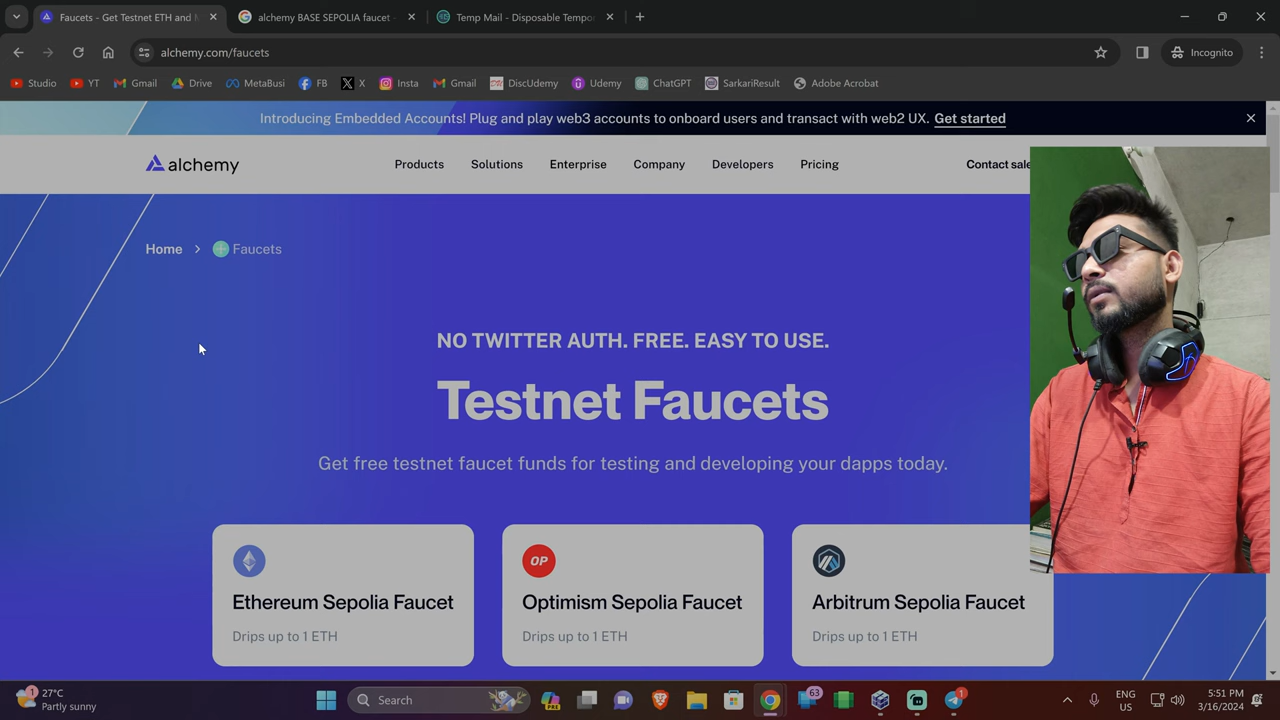 Faucets - Get Testnet ETH and M
alchemy BASE SEPOLIA faucet -
Temp Mail - Disposable Tempo
alchemy.com/faucets
Incognito
Studio
YT
Gmail
Drive
MetaBusi
FB
X
Insta
Gmail
DiscUdemy
Udemy
ChatGPT
SarkariResult
Adobe Acrobat
Introducing Embedded Accounts! Plug and play web3 accounts to onboard users and transact with web2 UX. Get started
alchemy
Products
Solutions
Enterprise
Company
Developers
Pricing
Contact sale
Home > Faucets
NO TWITTER AUTH. FREE. EASY TO USE.
Testnet Faucets
Get free testnet faucet funds for testing and developing your dapps today.
OP
Ethereum Sepolia Faucet
Optimism Sepolia Faucet
Arbitrum Sepolia Faucet
Drips up to 1 ETH
Drips up to 1 ETH
Drips up to 1 ETH
1
27°C
Partly sunny
Search
PRE
63
1
ENG
US
5:51 PM
3/16/2024